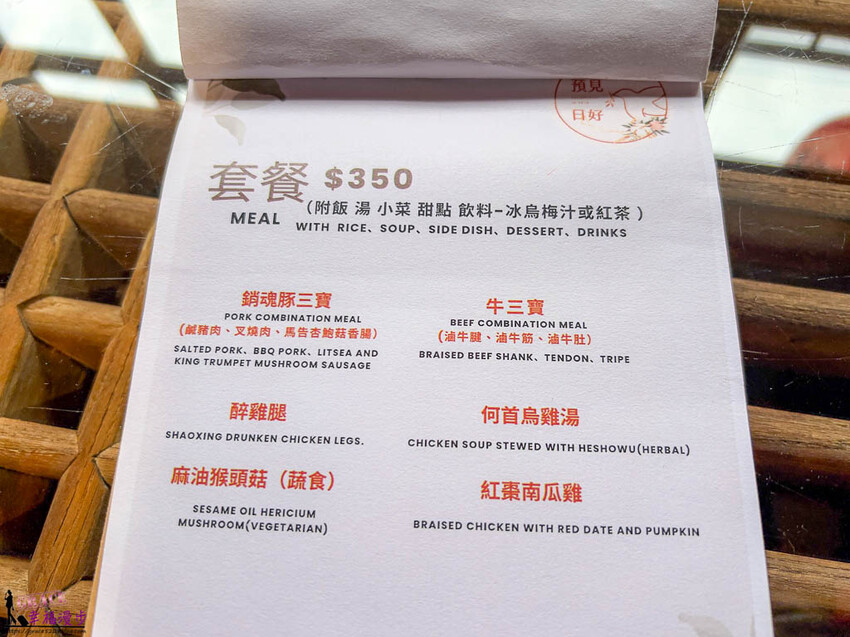 預見
日好
套餐 $350
MEAL
(附飯 湯 小菜 甜點 飲料-冰烏梅汁或紅茶 )
WITH RICE、SOUP、SIDE DISH、DESSERT、DRINKS
銷魂豚三寶
PORK COMBINATION MEAL
(鹹豬肉、叉燒肉、馬告杏鮑菇香腸)
SALTED PORK、BBQ PORK、LITSEA AND
KING TRUMPET MUSHROOM SAUSAGE
牛三寶
BEEF COMBINATION MEAL
(滷牛腱、滷牛筋、滷牛肚)
BRAISED BEEF SHANK、TENDON、TRIPE
醉雞腿
SHAOXING DRUNKEN CHICKEN LEGS.
何首烏雞湯
CHICKEN SOUP STEWED WITH HESHOWU(HERBAL)
麻油猴頭菇（蔬食）
SESAME OIL HERICIUM
MUSHROOM(VEGETARIAN)
紅棗南瓜雞
BRAISED CHICKEN WITH RED DATE AND PUMPKIN